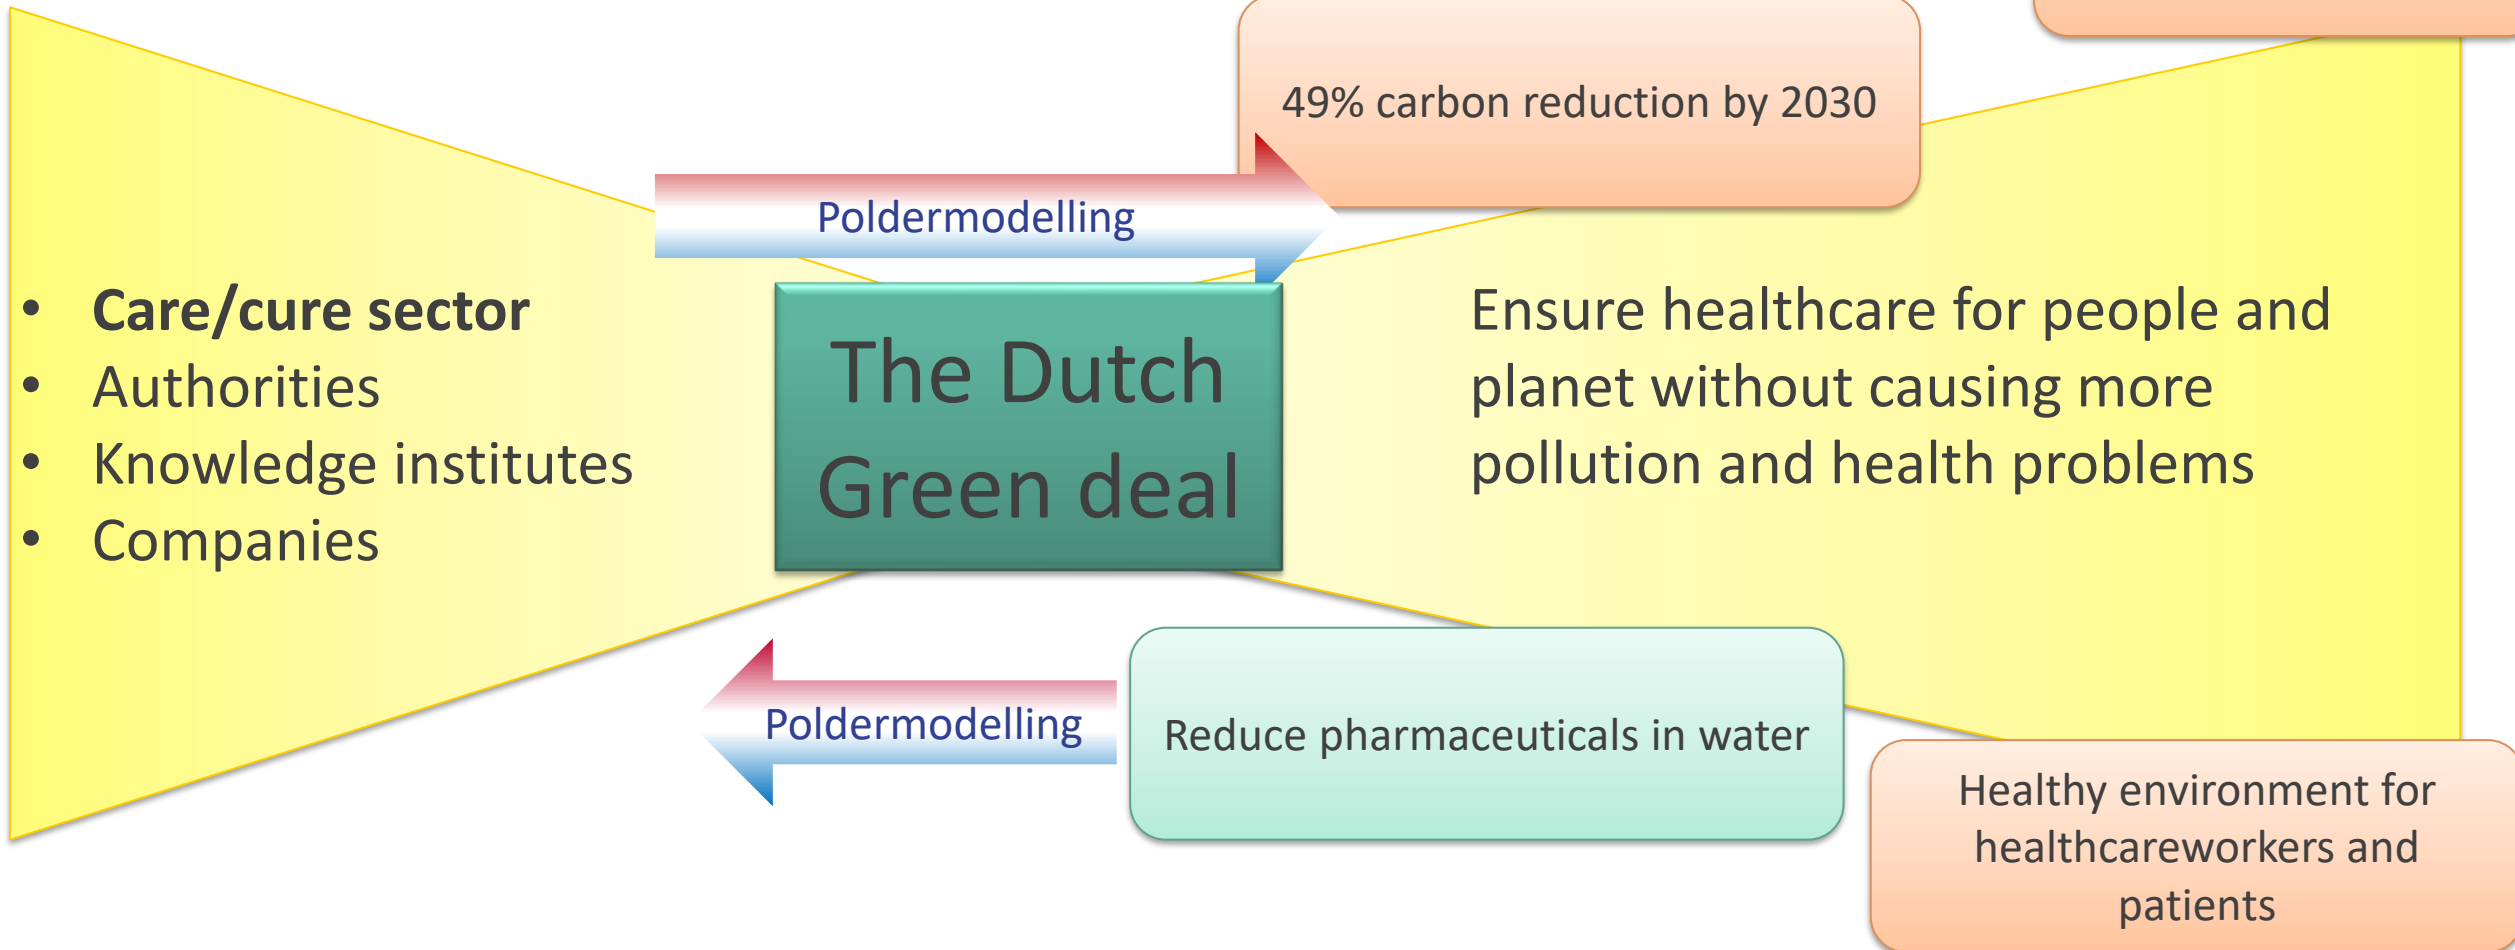 49% carbon reduction by 2030
Poldermodelling
• Care/cure sector
• Authorities
• Knowledge institutes
• Companies
The Dutch
Green deal
Ensure healthcare for people and
planet without causing more
pollution and health problems
Poldermodelling
Reduce pharmaceuticals in water
Healthy environment for
healthcareworkers and
patients